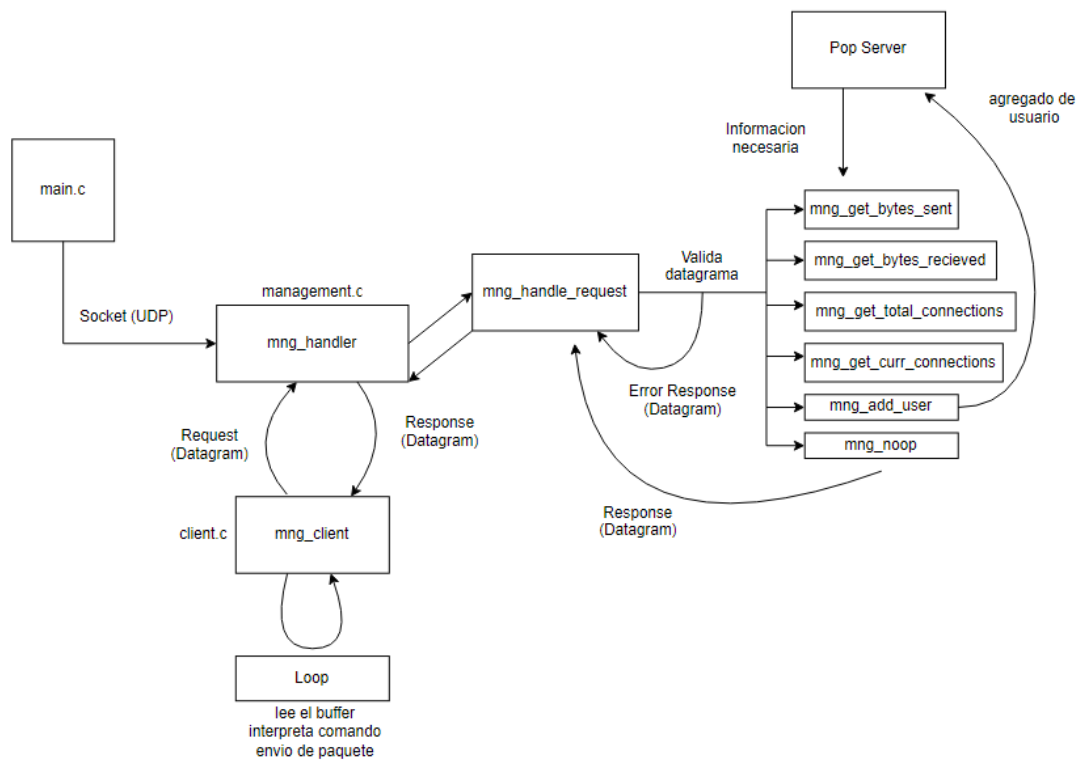 Pop Server
agregado de
usuario
Informacion
necesaria
main.c
mng_get_bytes_sent
mng_get_bytes_recieved
mng_get_total_connections
mng_get_curr_connections
mng_add_user
mng_noop
Valida
datagrama
mng_handle_request
management.c
Socket (UDP)
mng_handler
Error Response
(Datagram)
Request
(Datagram)
Response
(Datagram)
Response
(Datagram)
client.c
mng_client
Loop
lee el buffer
interpreta comando
envio de paquete